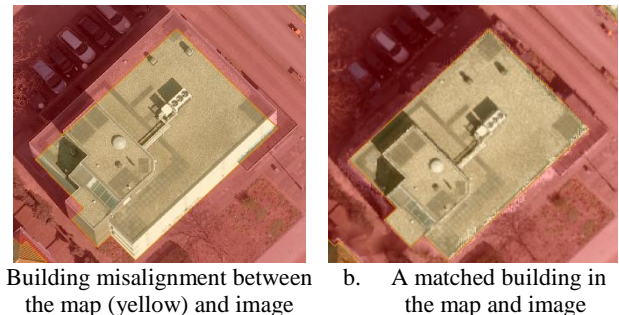 Building misalignment between
the map (yellow) and image
b. A matched building in
the map and image